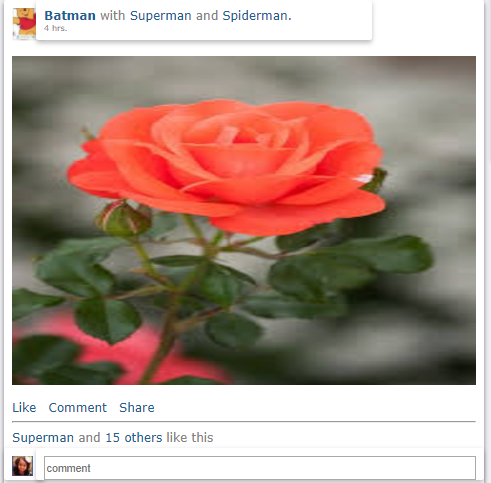 Batman with Superman and Spiderman.
4 hrs.
Like Comment Share
Superman and 15 others like this
comment